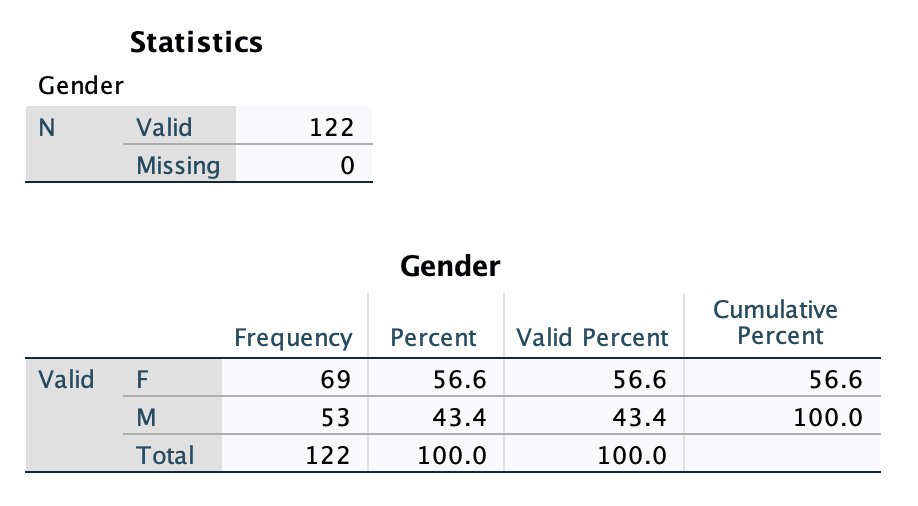 Statistics
Gender
N Valid 122
Missing 0
Gender
Frequency Percent Valid Percent Cumulative Percent
Valid F 69 56.6 56.6 56.6
M 53 43.4 43.4 100.0
Total 122 100.0 100.0